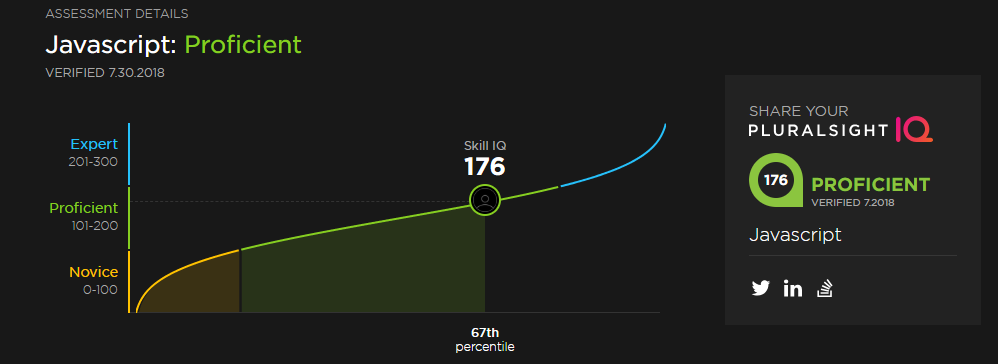 ASSESSMENT DETAILS
Javascript: Proficient
VERIFIED 7.30.2018
Expert
201-300
Proficient
101-200
Novice
0-100
Skill IQ
176
67th
percentile
SHARE YOUR
PLURALSIGHT IQ
176
PROFICIENT
VERIFIED 7.2018
Javascript